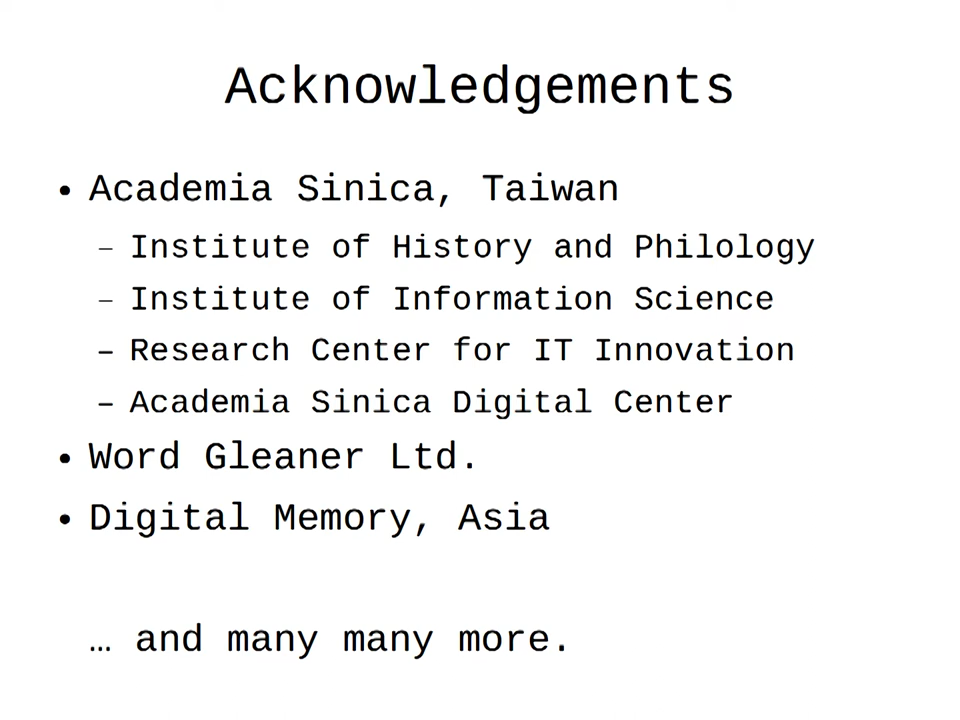 Acknowledgements
• Academia Sinica, Taiwan
– Institute of History and Philology
– Institute of Information Science
– Research Center for IT Innovation
– Academia Sinica Digital Center
• Word Gleaner Ltd.
• Digital Memory, Asia
… and many many more.